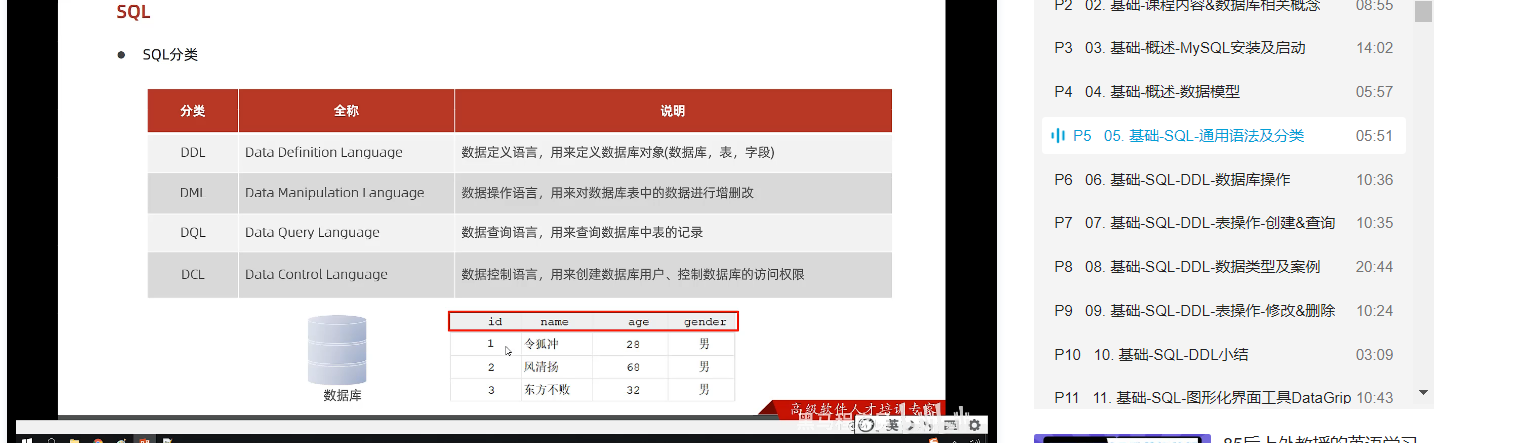 SQL
● SQL分类
分类 全称 说明
DDL Data Definition Language 数据定义语言，用来定义数据库对象(数据库，表，字段)
DML Data Manipulation Language 数据操作语言，用来对数据库表中的数据进行增删改
DQL Data Query Language 数据查询语言，用来查询数据库中表的记录
DCL Data Control Language 数据控制语言，用来创建数据库用户、控制数据库的访问权限
id name age gender
1 令狐冲 28 男
2 风清扬 68 男
3 东方不败 32 男
数据库
高级软件人才培训专家
英
P2 02. 基础-课程内容&数据库相关概念 08:55
P3 03. 基础-概述-MySQL安装及启动 14:02
P4 04. 基础-概述-数据模型 05:57
P5 05. 基础-SQL-通用语法及分类 05:51
P6 06. 基础-SQL-DDL-数据库操作 10:36
P7 07. 基础-SQL-DDL-表操作-创建&查询 10:35
P8 08. 基础-SQL-DDL-数据类型及案例 20:44
P9 09. 基础-SQL-DDL-表操作-修改&删除 10:24
P10 10. 基础-SQL-DDL小结 03:09
P11 11. 基础-SQL-图形化界面工具DataGrip 10:43
85后上外教授的英语学习